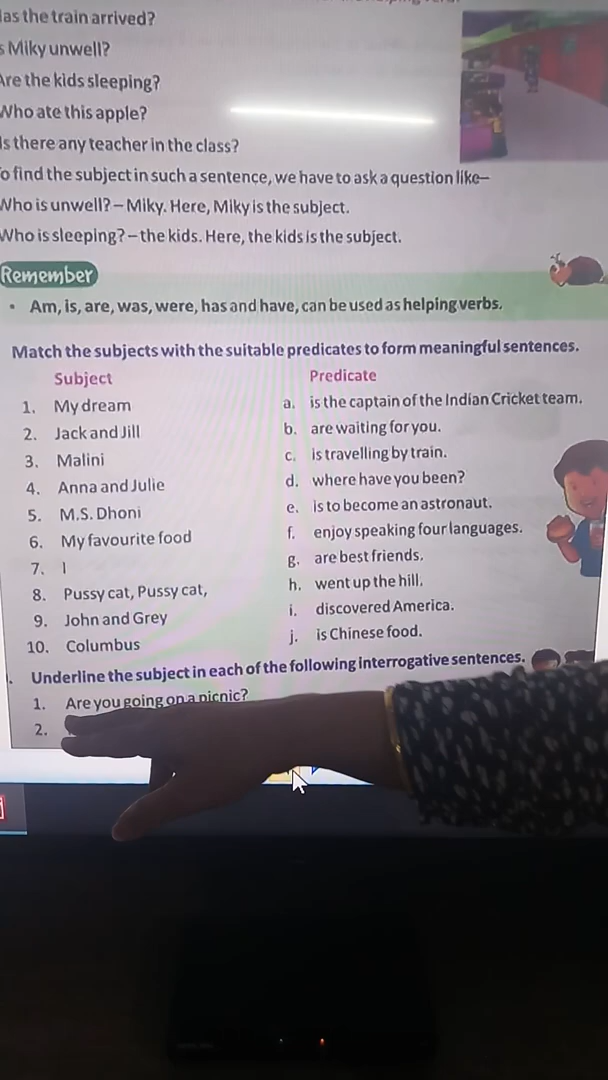 as the train arrived?
s Miky unwell?
Are the kids sleeping?
Who ate this apple?
Is there any teacher in the class?
o find the subject in such a sentence, we have to ask a question like—
Who is unwell? – Miky. Here, Miky is the subject.
Who is sleeping? – the kids. Here, the kids is the subject.
Remember
• Am, is, are, was, were, has and have, can be used as helping verbs.
Match the subjects with the suitable predicates to form meaningful sentences.
Subject Predicate
1. My dream a. is the captain of the Indian Cricket team.
2. Jack and Jill b. are waiting for you.
3. Malini c. is travelling by train.
4. Anna and Julie d. where have you been?
5. M.S. Dhoni e. is to become an astronaut.
6. My favourite food f. enjoy speaking four languages.
7. I g. are best friends.
8. Pussy cat, Pussy cat, h. went up the hill.
9. John and Grey i. discovered America.
10. Columbus j. is Chinese food.
. Underline the subject in each of the following interrogative sentences.
1. Are you going on a picnic?
2.